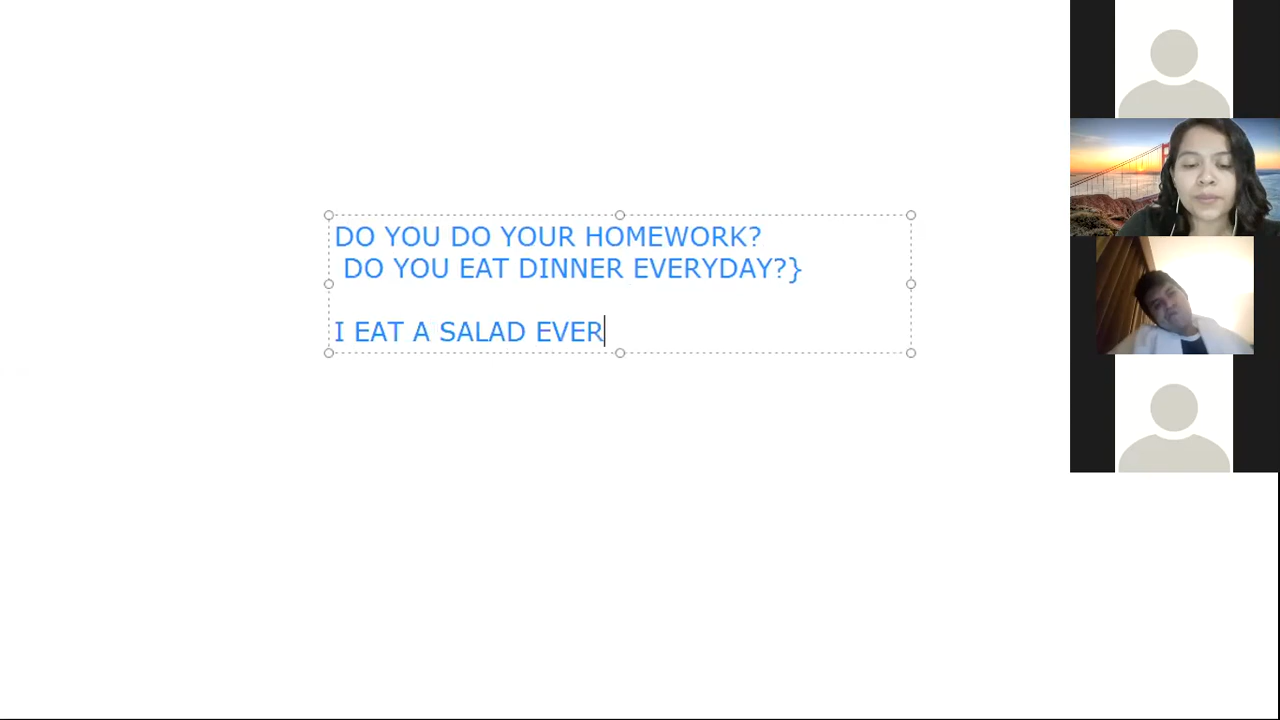 DO YOU DO YOUR HOMEWORK?
DO YOU EAT DINNER EVERYDAY?}
I EAT A SALAD EVER